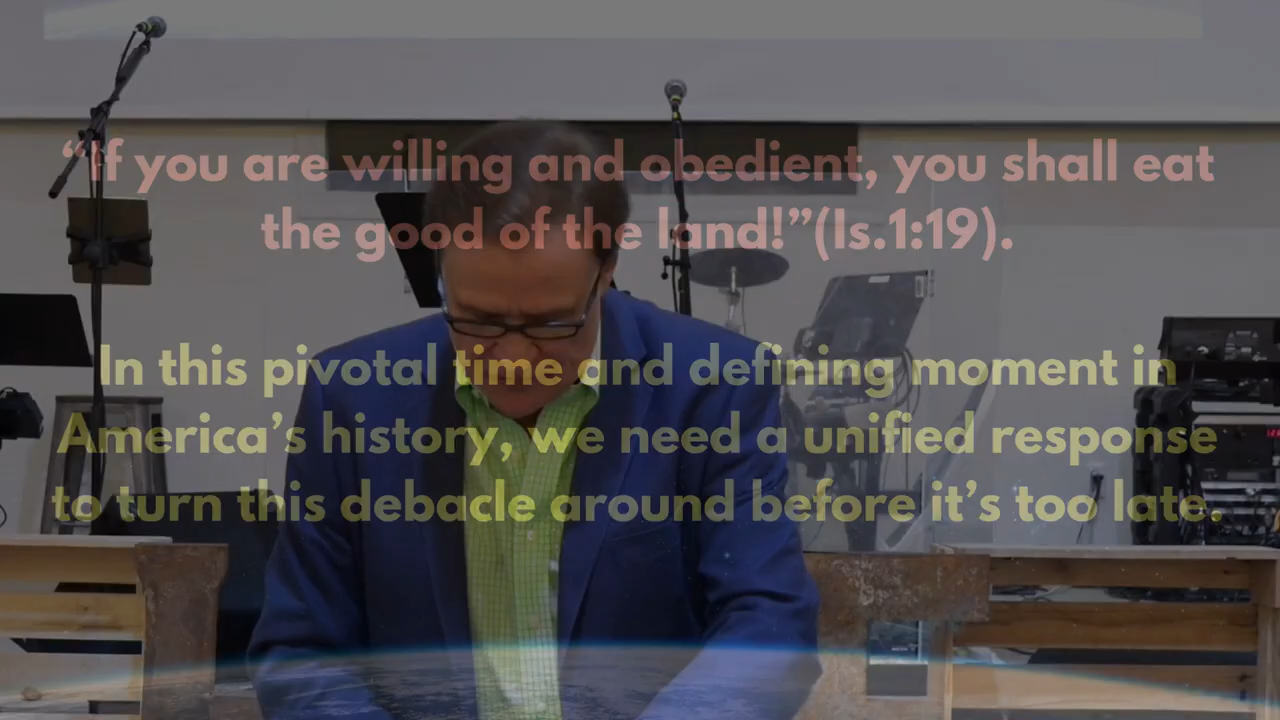 “If you are willing and obedient, you shall eat
the good of the land!”(Is.1:19).
In this pivotal time and defining moment in
America’s history, we need a unified response
to turn this debacle around before it’s too late.